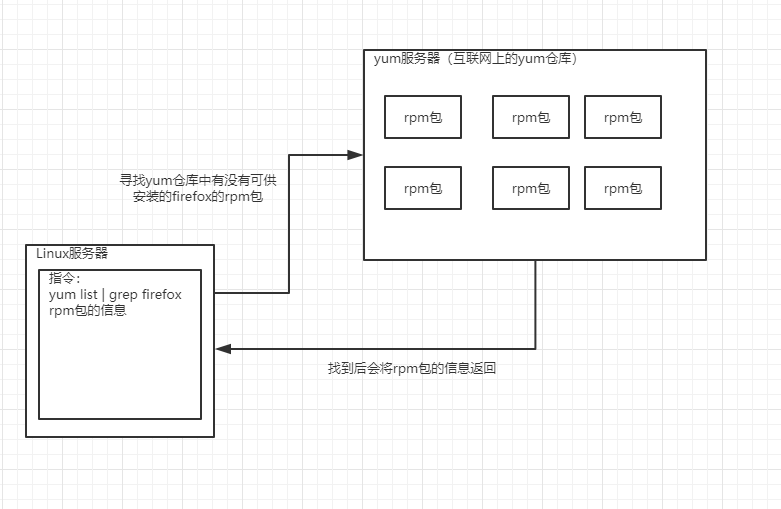 yum服务器（互联网上的yum仓库）
rpm包
rpm包
rpm包
rpm包
rpm包
rpm包
寻找yum仓库中有没有可供
安装的firefox的rpm包
Linux服务器
指令：
yum list | grep firefox
rpm包的信息
找到后会将rpm包的信息返回